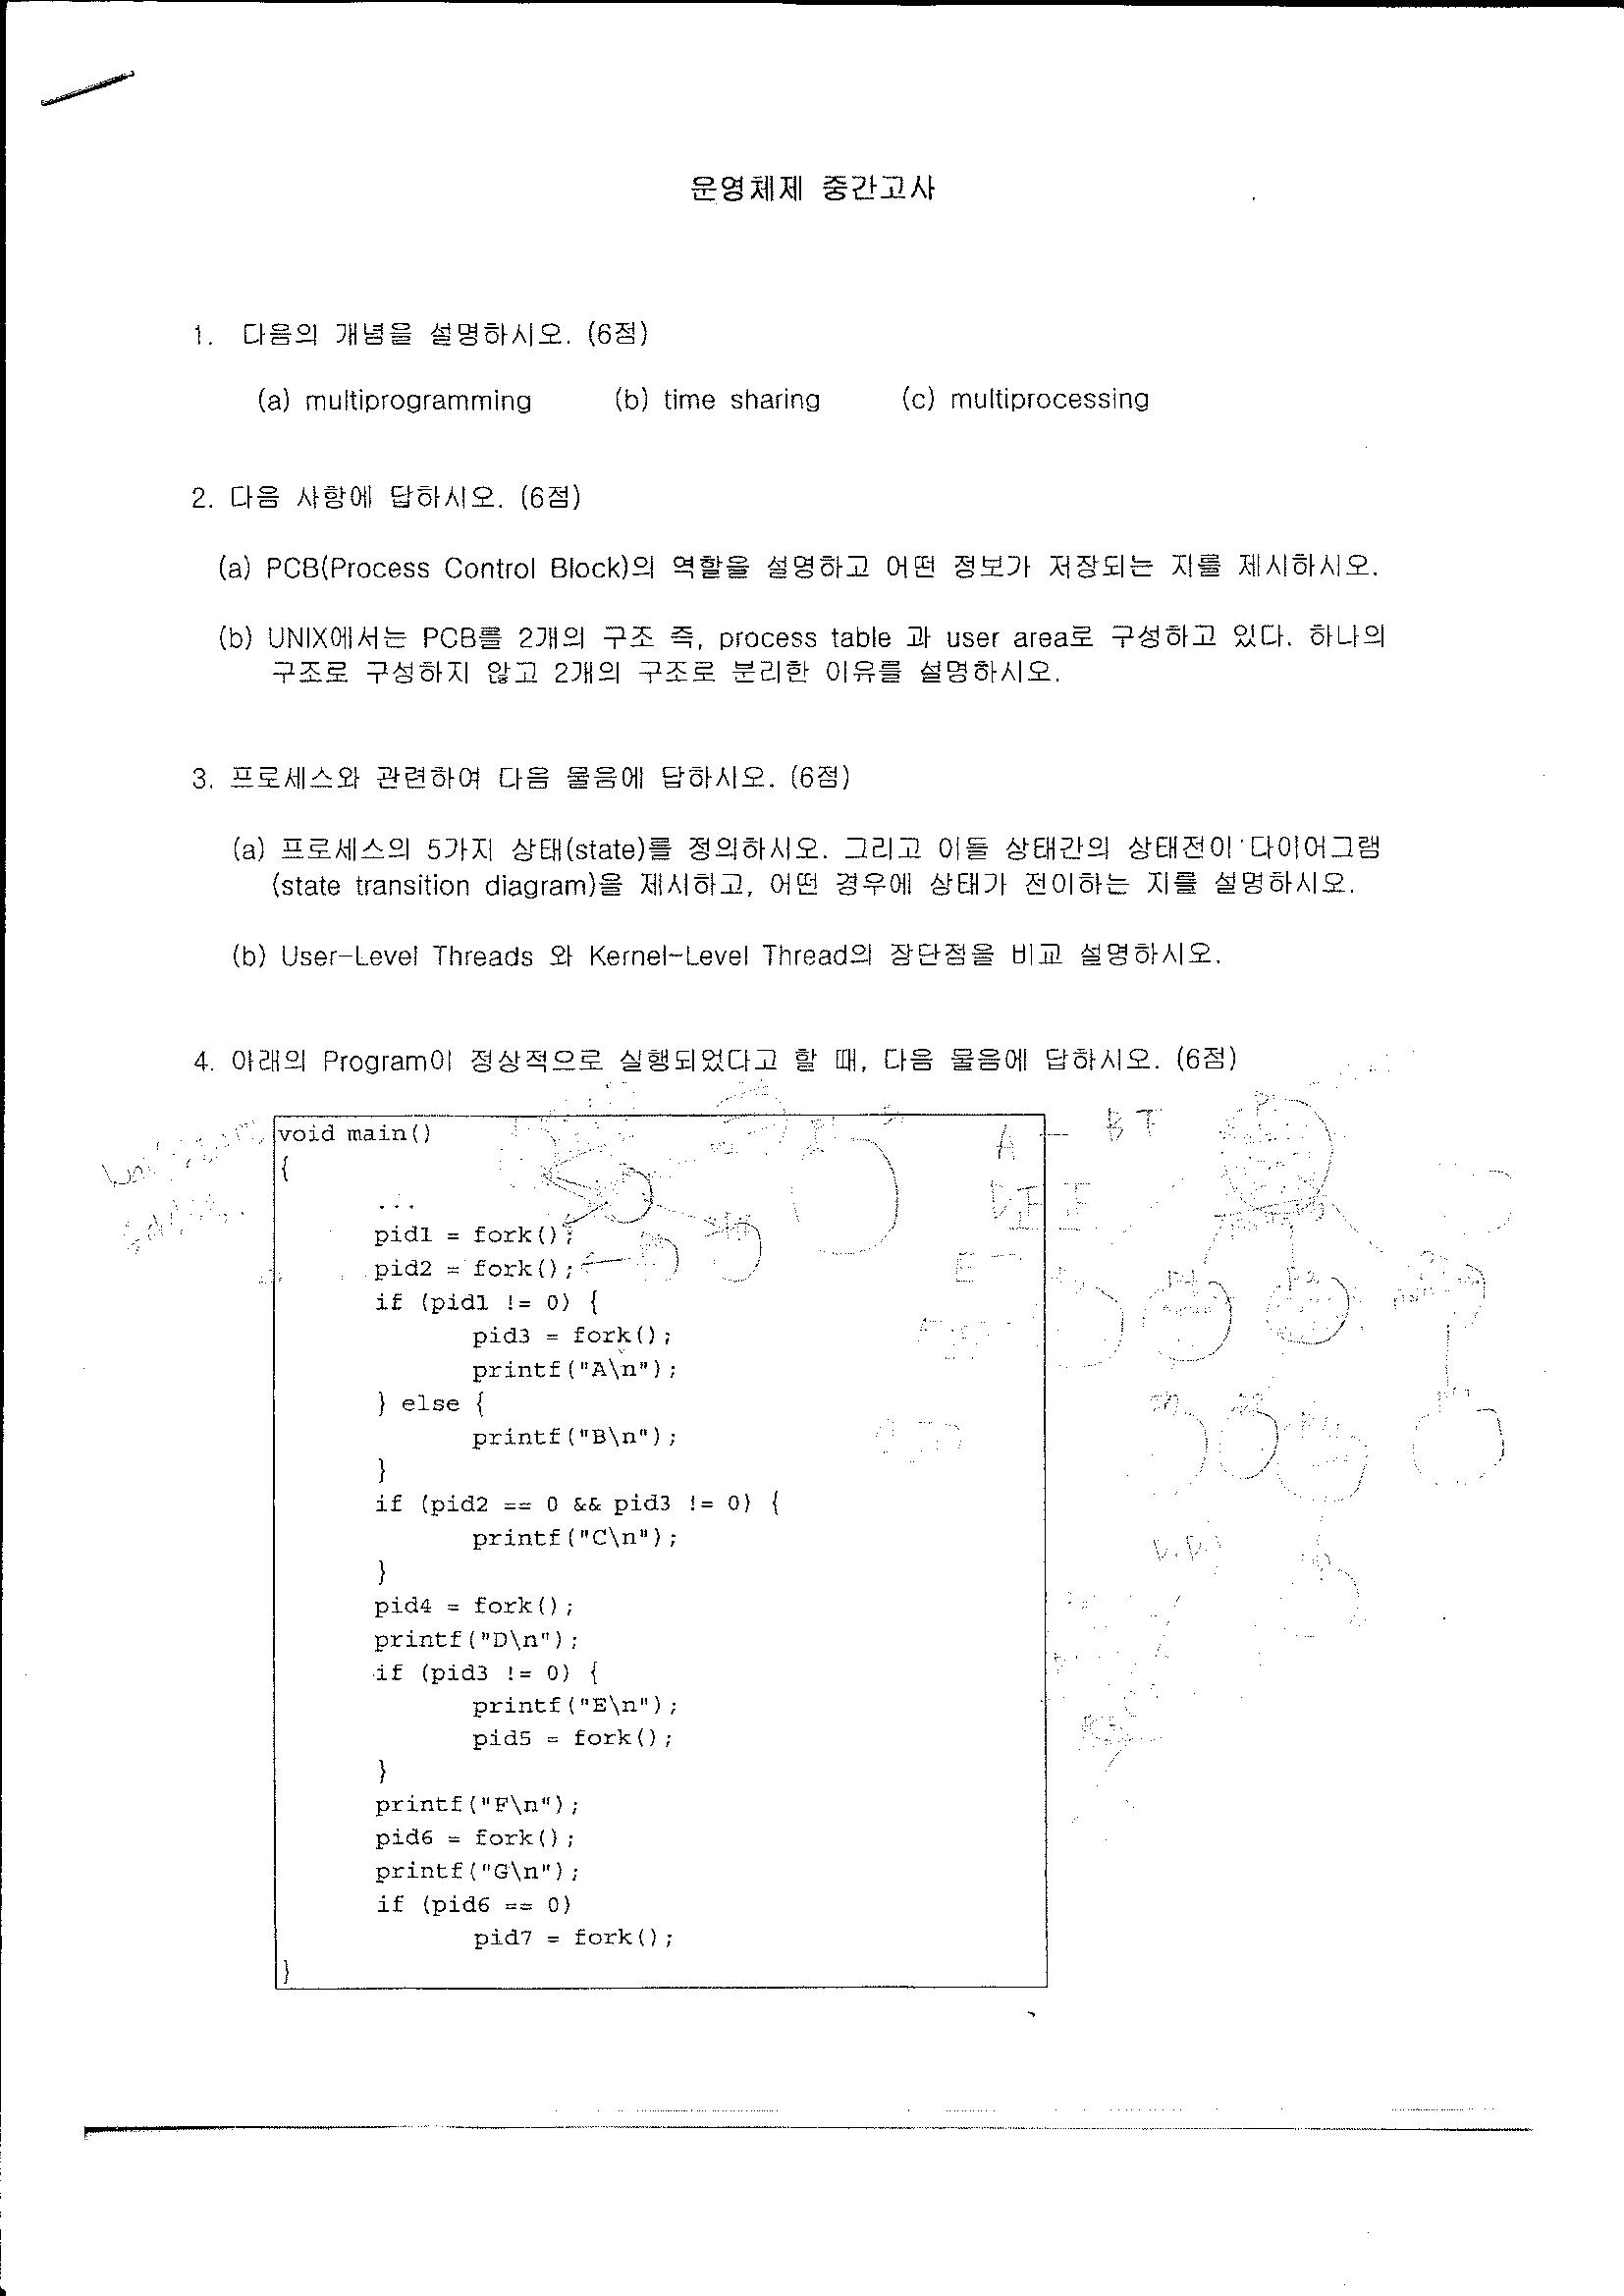 운영체제 중간고사
1. 다음의 개념을 설명하시오. (6점)
(a) multiprogramming (b) time sharing (c) multiprocessing
2. 다음 사항에 답하시오. (6점)
(a) PCB(Process Control Block)의 역할을 설명하고 어떤 정보가 저장되는 지를 제시하시오.
(b) UNIX에서는 PCB를 2개의 구조 즉, process table 과 user area로 구성하고 있다. 하나의
구조로 구성하지 않고 2개의 구조로 분리한 이유를 설명하시오.
3. 프로세스와 관련하여 다음 물음에 답하시오. (6점)
(a) 프로세스의 5가지 상태(state)를 정의하시오. 그리고 이들 상태간의 상태전이 다이어그램
(state transition diagram)을 제시하고, 어떤 경우에 상태가 전이하는 지를 설명하시오.
(b) User-Level Threads 와 Kernel-Level Thread의 장단점을 비교 설명하시오.
4. 아래의 Program이 정상적으로 실행되었다고 할 때, 다음 물음에 답하시오. (6점)
void main()
{
...
pid1 = fork();
pid2 = fork();
if (pid1 != 0) {
pid3 = fork();
printf("A\n");
} else {
printf("B\n");
}
if (pid2 == 0 && pid3 != 0) {
printf("C\n");
}
pid4 = fork();
printf("D\n");
if (pid3 != 0) {
printf("E\n");
pid5 = fork();
}
printf("F\n");
pid6 = fork();
printf("G\n");
if (pid6 == 0)
pid7 = fork();
}